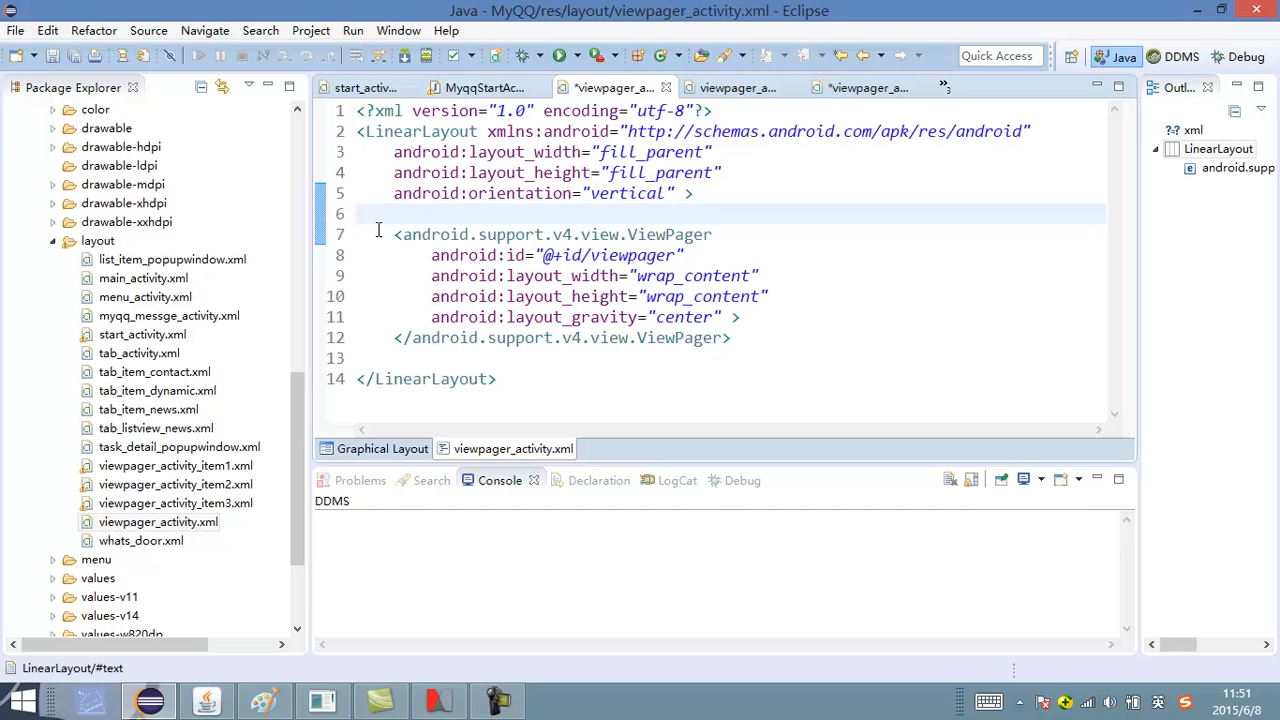 Java - MyQQ/res/layout/viewpager_activity.xml - Eclipse
File Edit Refactor Source Navigate Search Project Run Window Help
Quick Access
Java
DDMS
Debug
Package Explorer
start_activ...
MyqqStartAc...
*viewpager_a...
viewpager_a...
*viewpager_a...
Outl...
color
drawable
drawable-hdpi
drawable-ldpi
drawable-mdpi
drawable-xhdpi
drawable-xxhdpi
layout
list_item_popupwindow.xml
main_activity.xml
menu_activity.xml
myqq_messge_activity.xml
start_activity.xml
tab_activity.xml
tab_item_contact.xml
tab_item_dynamic.xml
tab_item_news.xml
tab_listview_news.xml
task_detail_popupwindow.xml
viewpager_activity_item1.xml
viewpager_activity_item2.xml
viewpager_activity_item3.xml
viewpager_activity.xml
whats_door.xml
menu
values
values-v11
values-v14
values-w820dp
1 <?xml version="1.0" encoding="utf-8"?>
2 <LinearLayout xmlns:android="http://schemas.android.com/apk/res/android"
3 android:layout_width="fill_parent"
4 android:layout_height="fill_parent"
5 android:orientation="vertical" >
6
7 <android.support.v4.view.ViewPager
8 android:id="@+id/viewpager"
9 android:layout_width="wrap_content"
10 android:layout_height="wrap_content"
11 android:layout_gravity="center" >
12 </android.support.v4.view.ViewPager>
13
14 </LinearLayout>
Graphical Layout
viewpager_activity.xml
xml
LinearLayout
android.supp
Problems
Search
Console
Declaration
LogCat
Debug
DDMS
LinearLayout/#text
英
11:51
2015/6/8